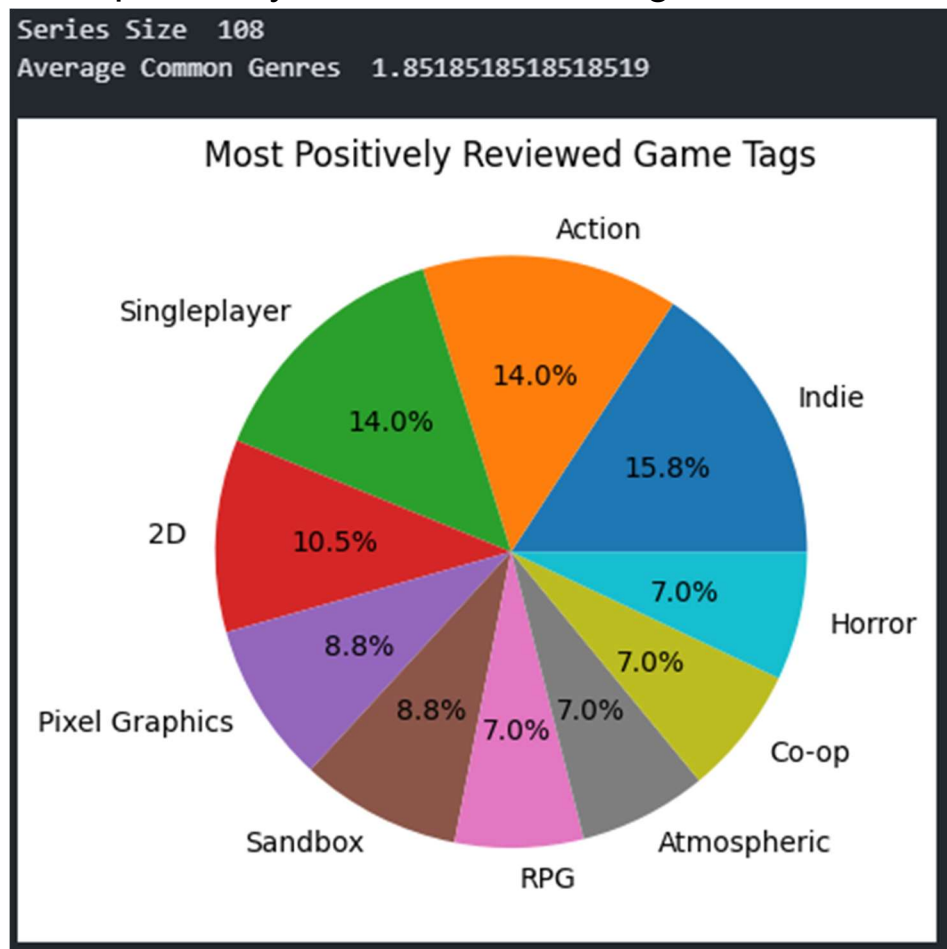 Series Size 108
Average Common Genres 1.8518518518518519
Most Positively Reviewed Game Tags
Action
Singleplayer
Indie
14.0%
14.0%
15.8%
2D
10.5%
7.0%
Horror
8.8%
7.0%
Pixel Graphics
8.8%
7.0%
7.0%
Co-op
Sandbox
Atmospheric
RPG